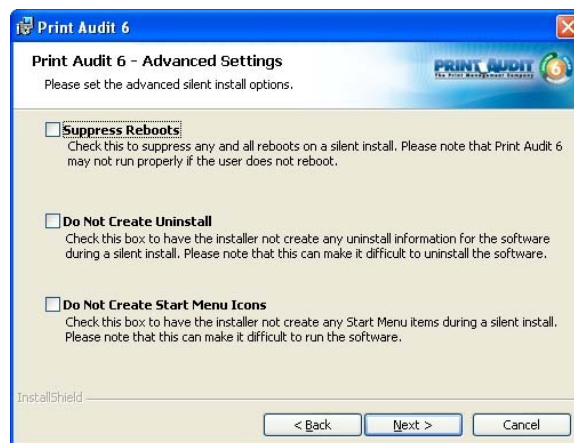 Print Audit 6
Print Audit 6 - Advanced Settings
Please set the advanced silent install options.
PRINT AUDIT 6
The Print Management Company
Suppress Reboots
Check this to suppress any and all reboots on a silent install. Please note that Print Audit 6
may not run properly if the user does not reboot.
Do Not Create Uninstall
Check this box to have the installer not create any uninstall information for the software
during a silent install. Please note that this can make it difficult to uninstall the software.
Do Not Create Start Menu Icons
Check this box to have the installer not create any Start Menu items during a silent install.
Please note that this can make it difficult to run the software.
InstallShield
< Back Next > Cancel